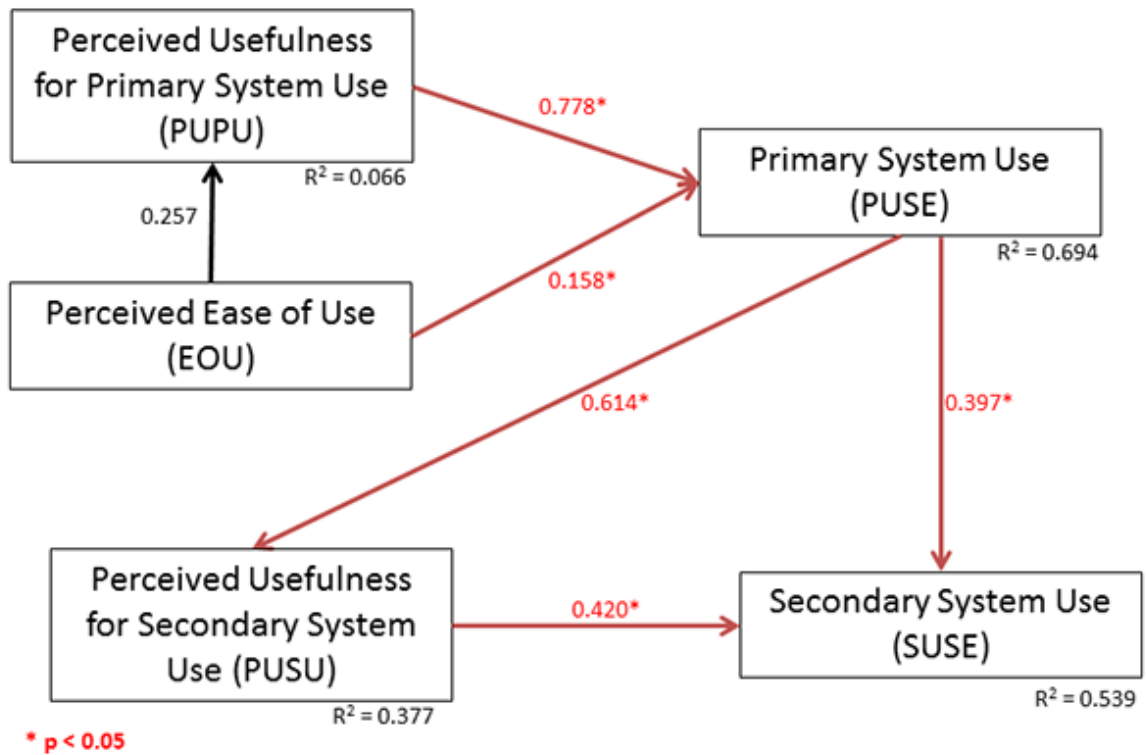 Perceived Usefulness
for Primary System Use
(PUPU)
R² = 0.066
0.778*
Primary System Use
(PUSE)
R² = 0.694
0.257
0.158*
Perceived Ease of Use
(EOU)
0.614*
0.397*
Perceived Usefulness
for Secondary System
Use (PUSU)
R² = 0.377
0.420*
Secondary System Use
(SUSE)
R² = 0.539
* p < 0.05